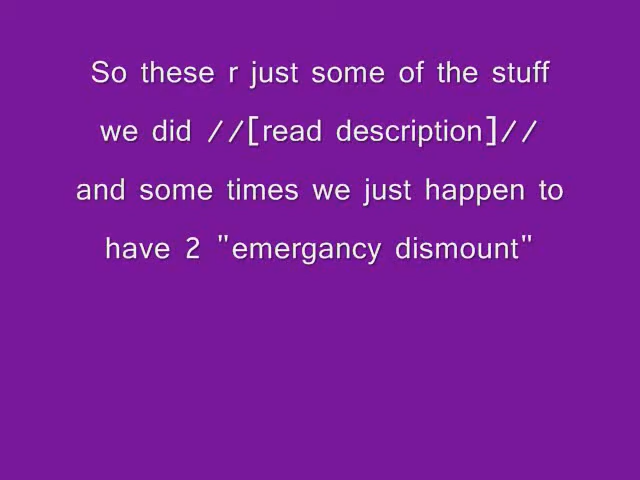 So these r just some of the stuff
we did //[read description]//
and some times we just happen to
have 2 "emergancy dismount"